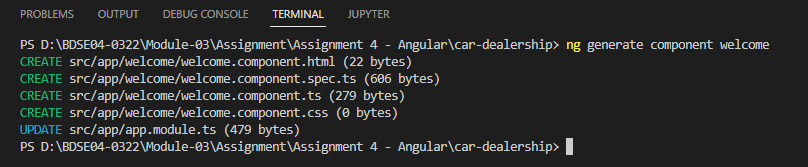 PROBLEMS OUTPUT DEBUG CONSOLE TERMINAL JUPYTER
PS D:\BDSE04-0322\Module-03\Assignment\Assignment 4 - Angular\car-dealership> ng generate component welcome
CREATE src/app/welcome/welcome.component.html (22 bytes)
CREATE src/app/welcome/welcome.component.spec.ts (606 bytes)
CREATE src/app/welcome/welcome.component.ts (279 bytes)
CREATE src/app/welcome/welcome.component.css (0 bytes)
UPDATE src/app/app.module.ts (479 bytes)
PS D:\BDSE04-0322\Module-03\Assignment\Assignment 4 - Angular\car-dealership>